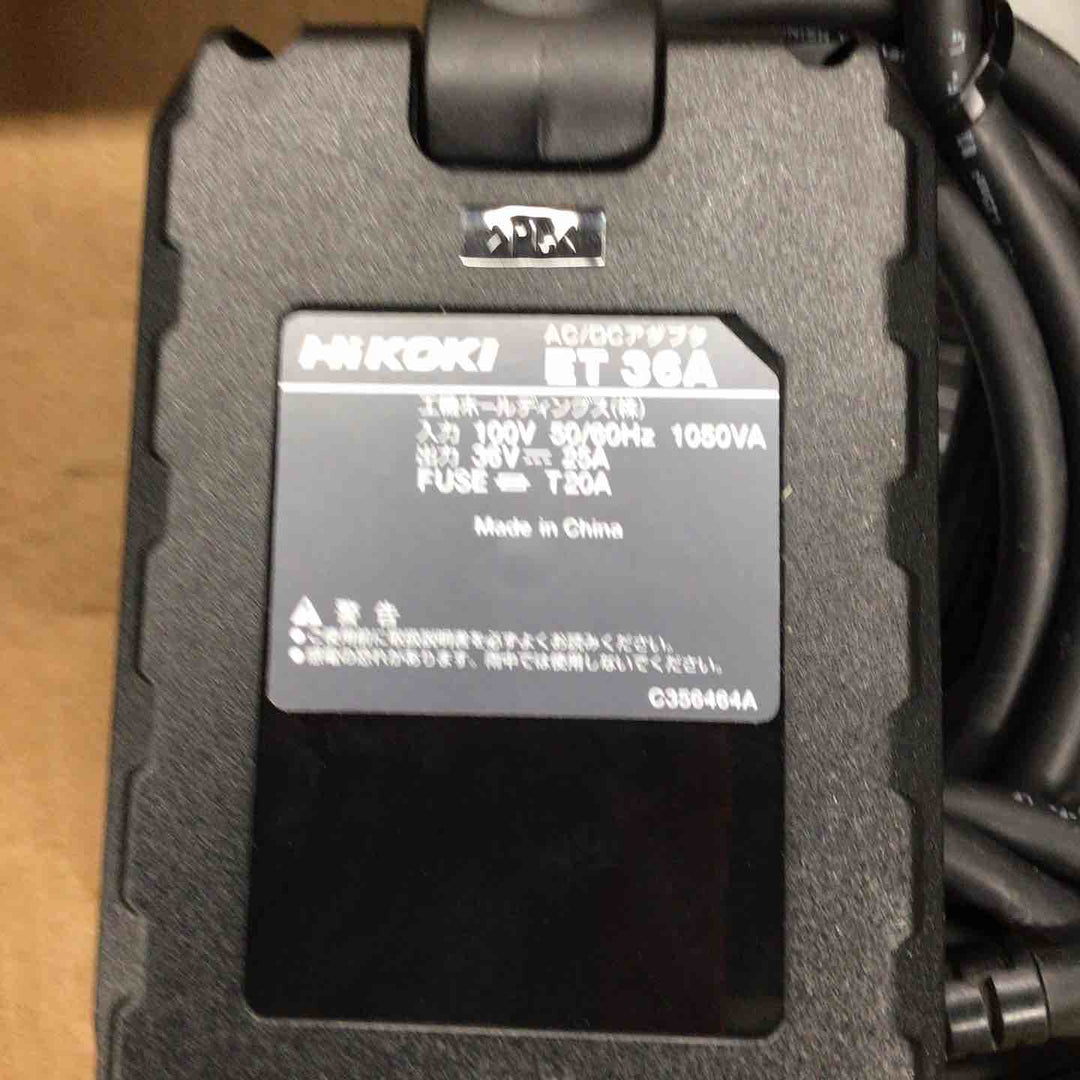 HiKOKI
AC/DCアダプタ
ET 36A
工機ホールディングス(株)
入力 100V 50/60Hz 1050VA
出力 36V⎓ 25A
FUSE T20A
Made in China
⚠ 警告
●ご使用前に取扱説明書を必ずよくお読みください。
●感電の恐れがあります。雨中では使用しないでください。
C356464A